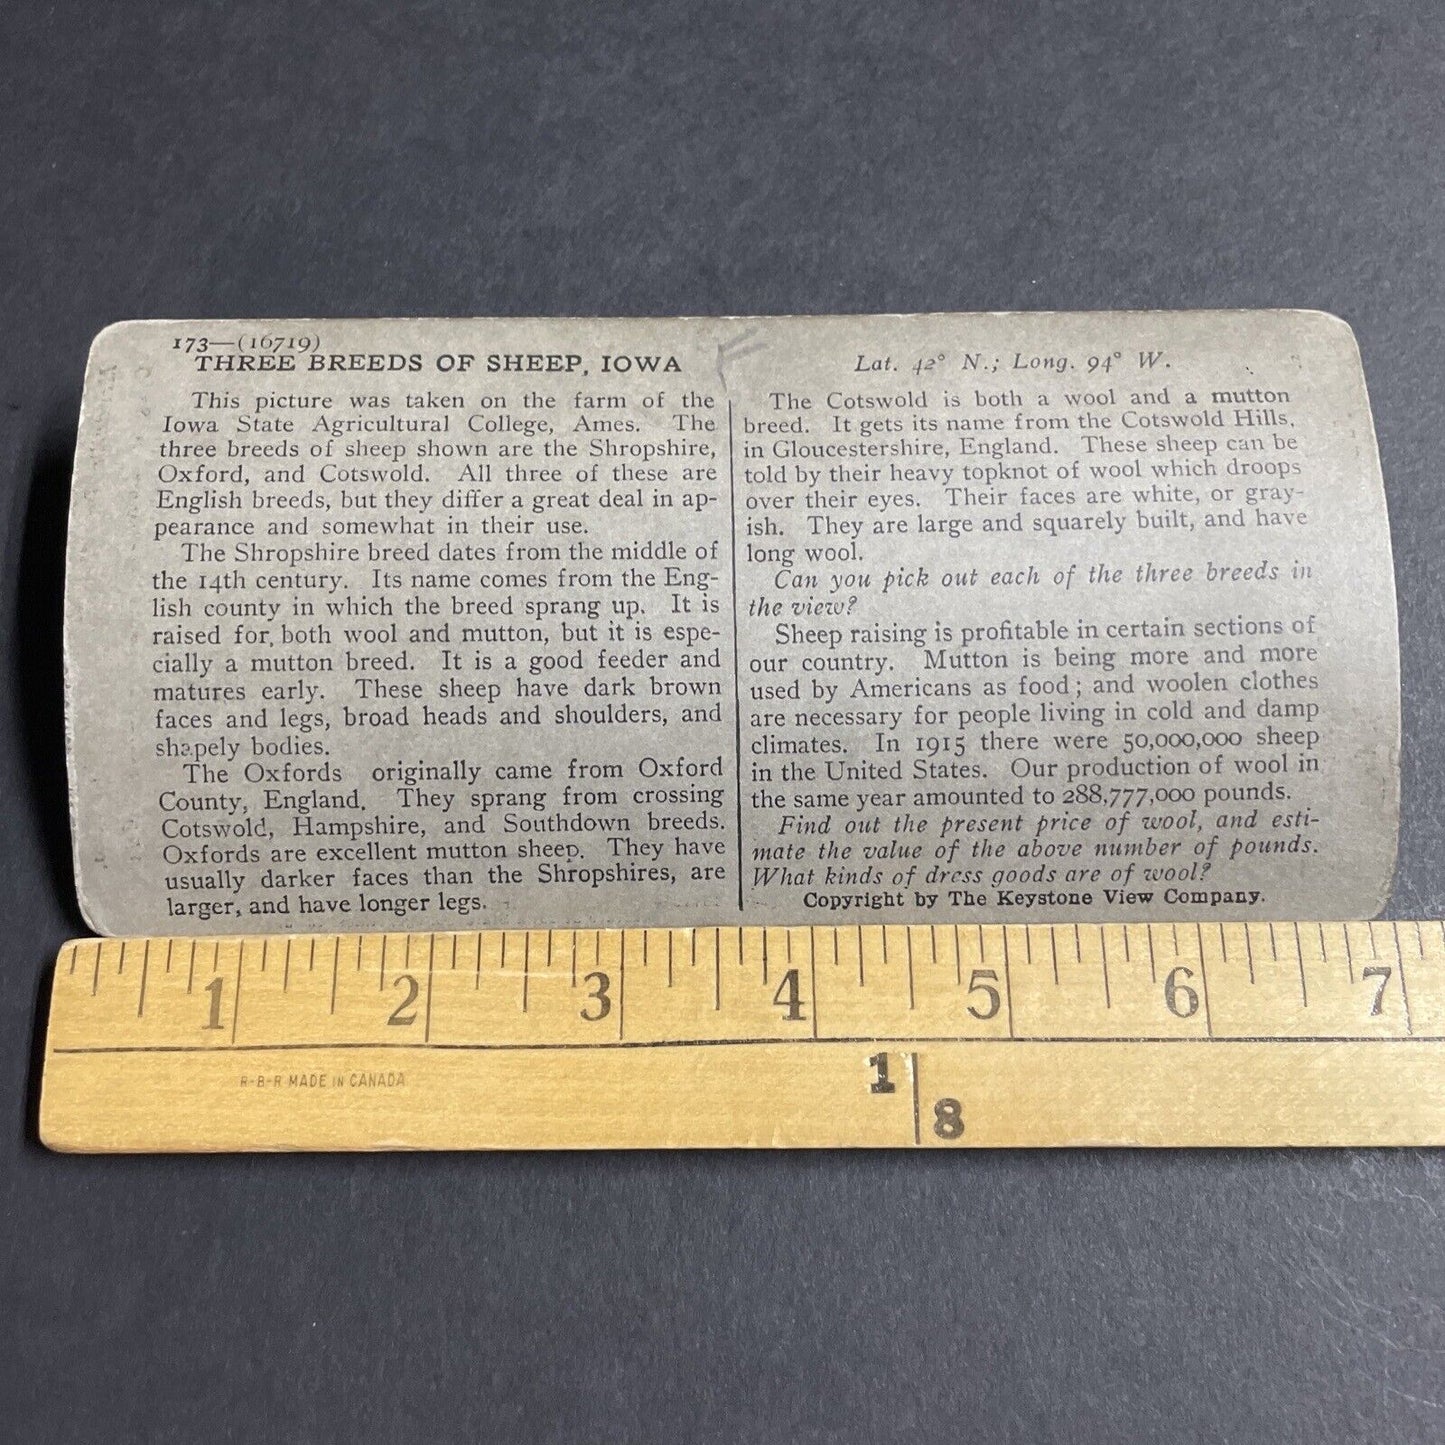 173—(16719)
THREE BREEDS OF SHEEP, IOWA
This picture was taken on the farm of the
Iowa State Agricultural College, Ames. The
three breeds of sheep shown are the Shropshire,
Oxford, and Cotswold. All three of these are
English breeds, but they differ a great deal in ap-
pearance and somewhat in their use.
The Shropshire breed dates from the middle of
the 14th century. Its name comes from the Eng-
lish county in which the breed sprang up. It is
raised for both wool and mutton, but it is espe-
cially a mutton breed. It is a good feeder and
matures early. These sheep have dark brown
faces and legs, broad heads and shoulders, and
shapely bodies.
The Oxfords originally came from Oxford
County, England. They sprang from crossing
Cotswold, Hampshire, and Southdown breeds.
Oxfords are excellent mutton sheep. They have
usually darker faces than the Shropshires, are
larger, and have longer legs.
Lat. 42° N.; Long. 94° W.
The Cotswold is both a wool and a mutton
breed. It gets its name from the Cotswold Hills,
in Gloucestershire, England. These sheep can be
told by their heavy topknot of wool which droops
over their eyes. Their faces are white, or gray-
ish. They are large and squarely built, and have
long wool.
Can you pick out each of the three breeds in
the view?
Sheep raising is profitable in certain sections of
our country. Mutton is being more and more
used by Americans as food; and woolen clothes
are necessary for people living in cold and damp
climates. In 1915 there were 50,000,000 sheep
in the United States. Our production of wool in
the same year amounted to 288,777,000 pounds.
Find out the present price of wool, and esti-
mate the value of the above number of pounds.
What kinds of dress goods are of wool?
Copyright by The Keystone View Company.
1 2 3 4 5 6 7
R-B-R MADE IN CANADA
1
8